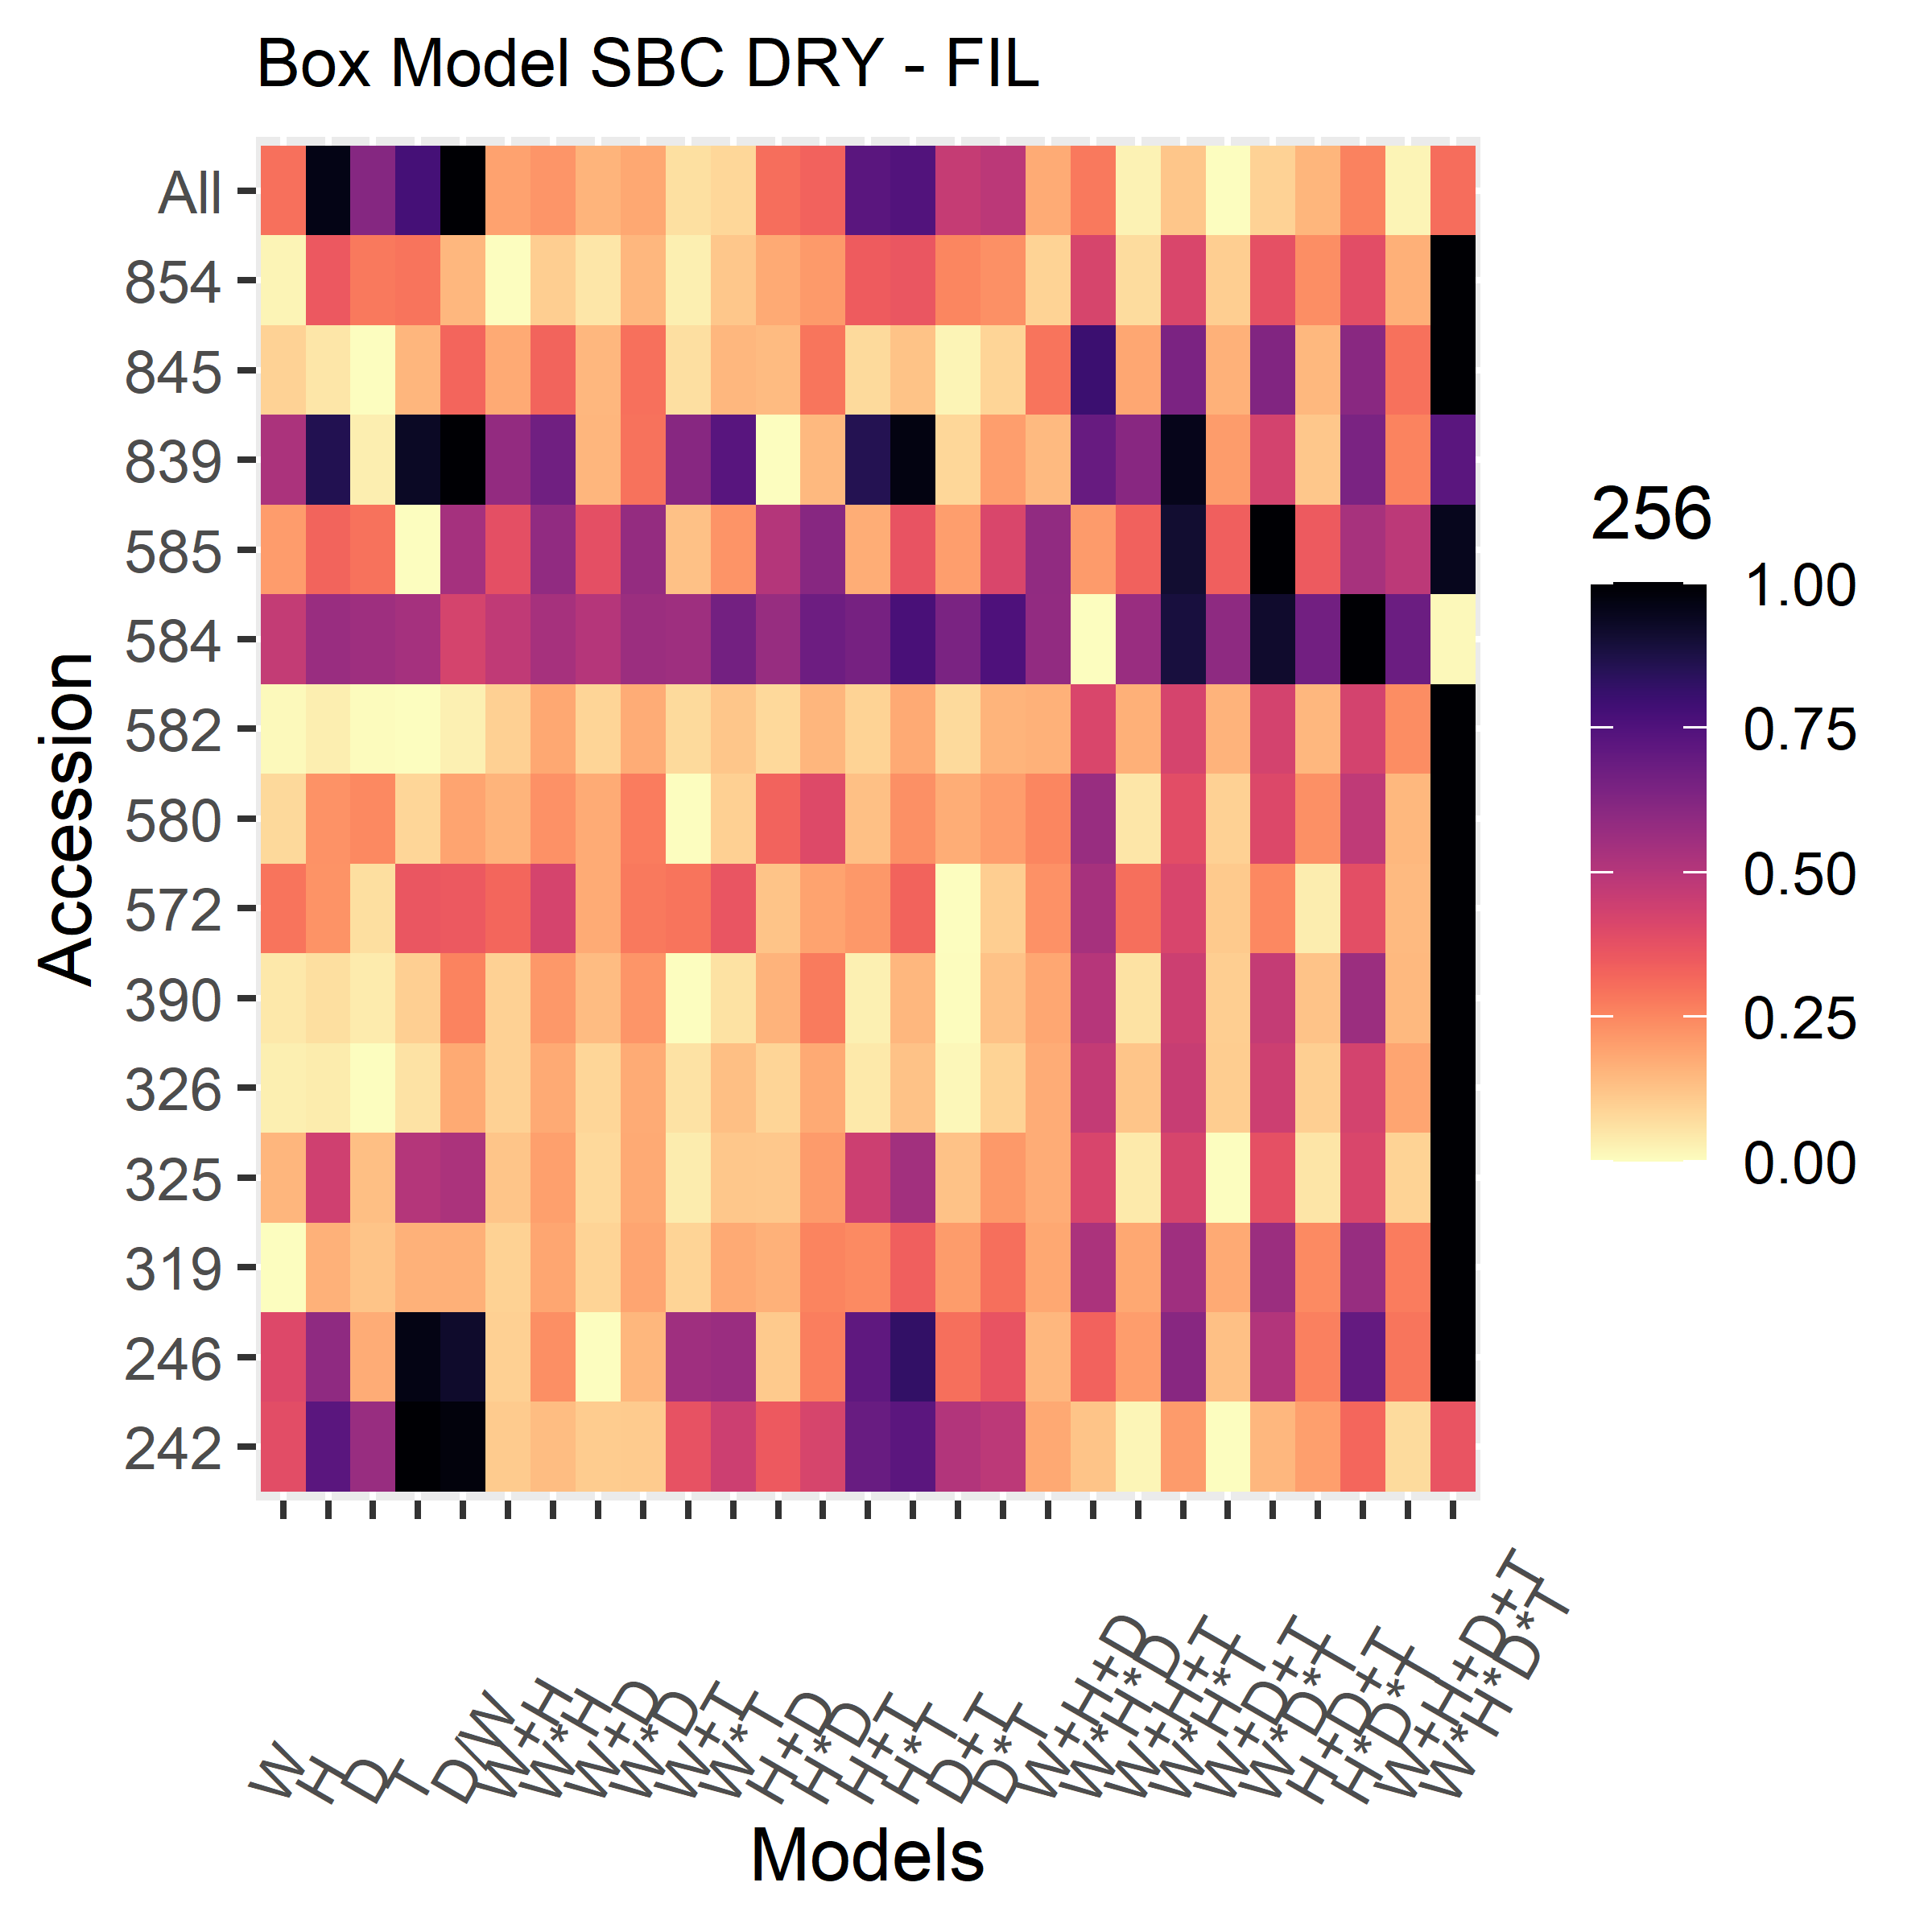 Box Model SBC DRY - FIL
Accession
All
854
845
839
585
584
582
580
572
390
326
325
319
246
242
256
1.00
0.75
0.50
0.25
0.00
W
H
D
T
D/W
W+H
W*H
W+D
W*D
W+T
W*T
H+D
H*D
H+T
H*T
D+T
D*T
W+H+D
W*H*D
W+H+T
W*H*T
W+D+T
W*D*T
H+D+T
H*D*T
W+H+D+T
W*H*D*T
Models